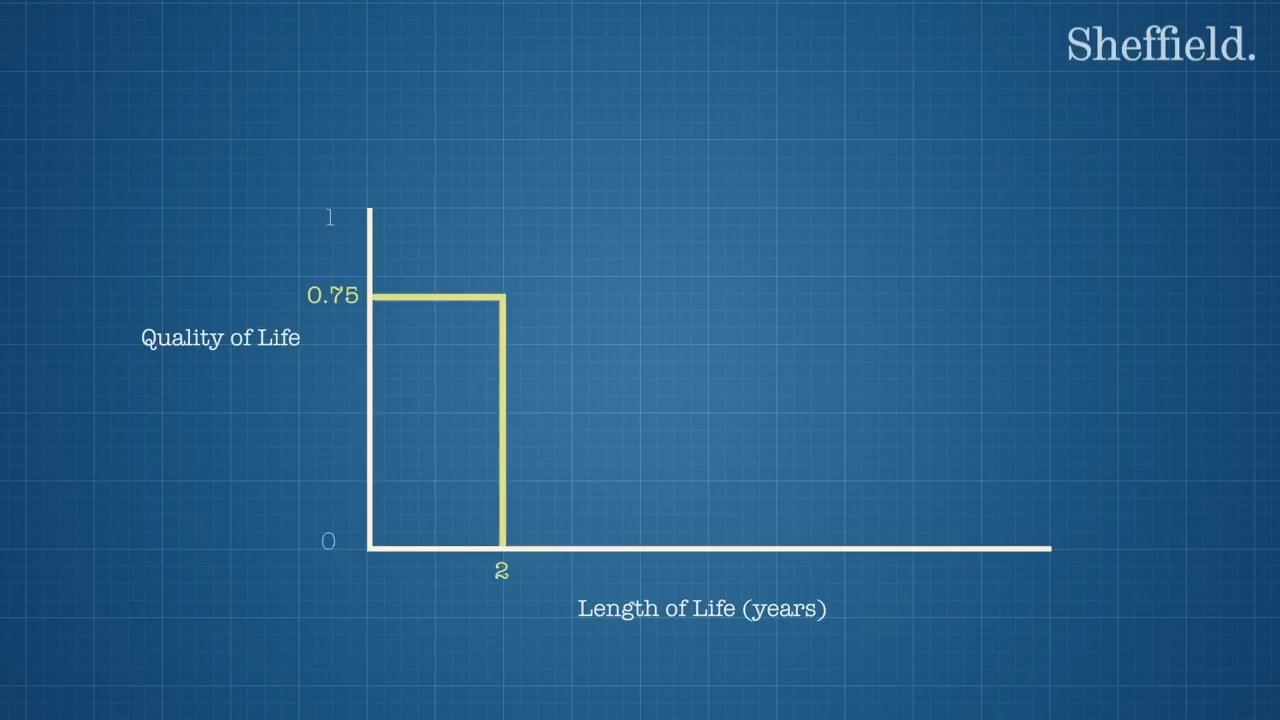 Sheffield.
1
0.75
Quality of Life
0
2
Length of Life (years)